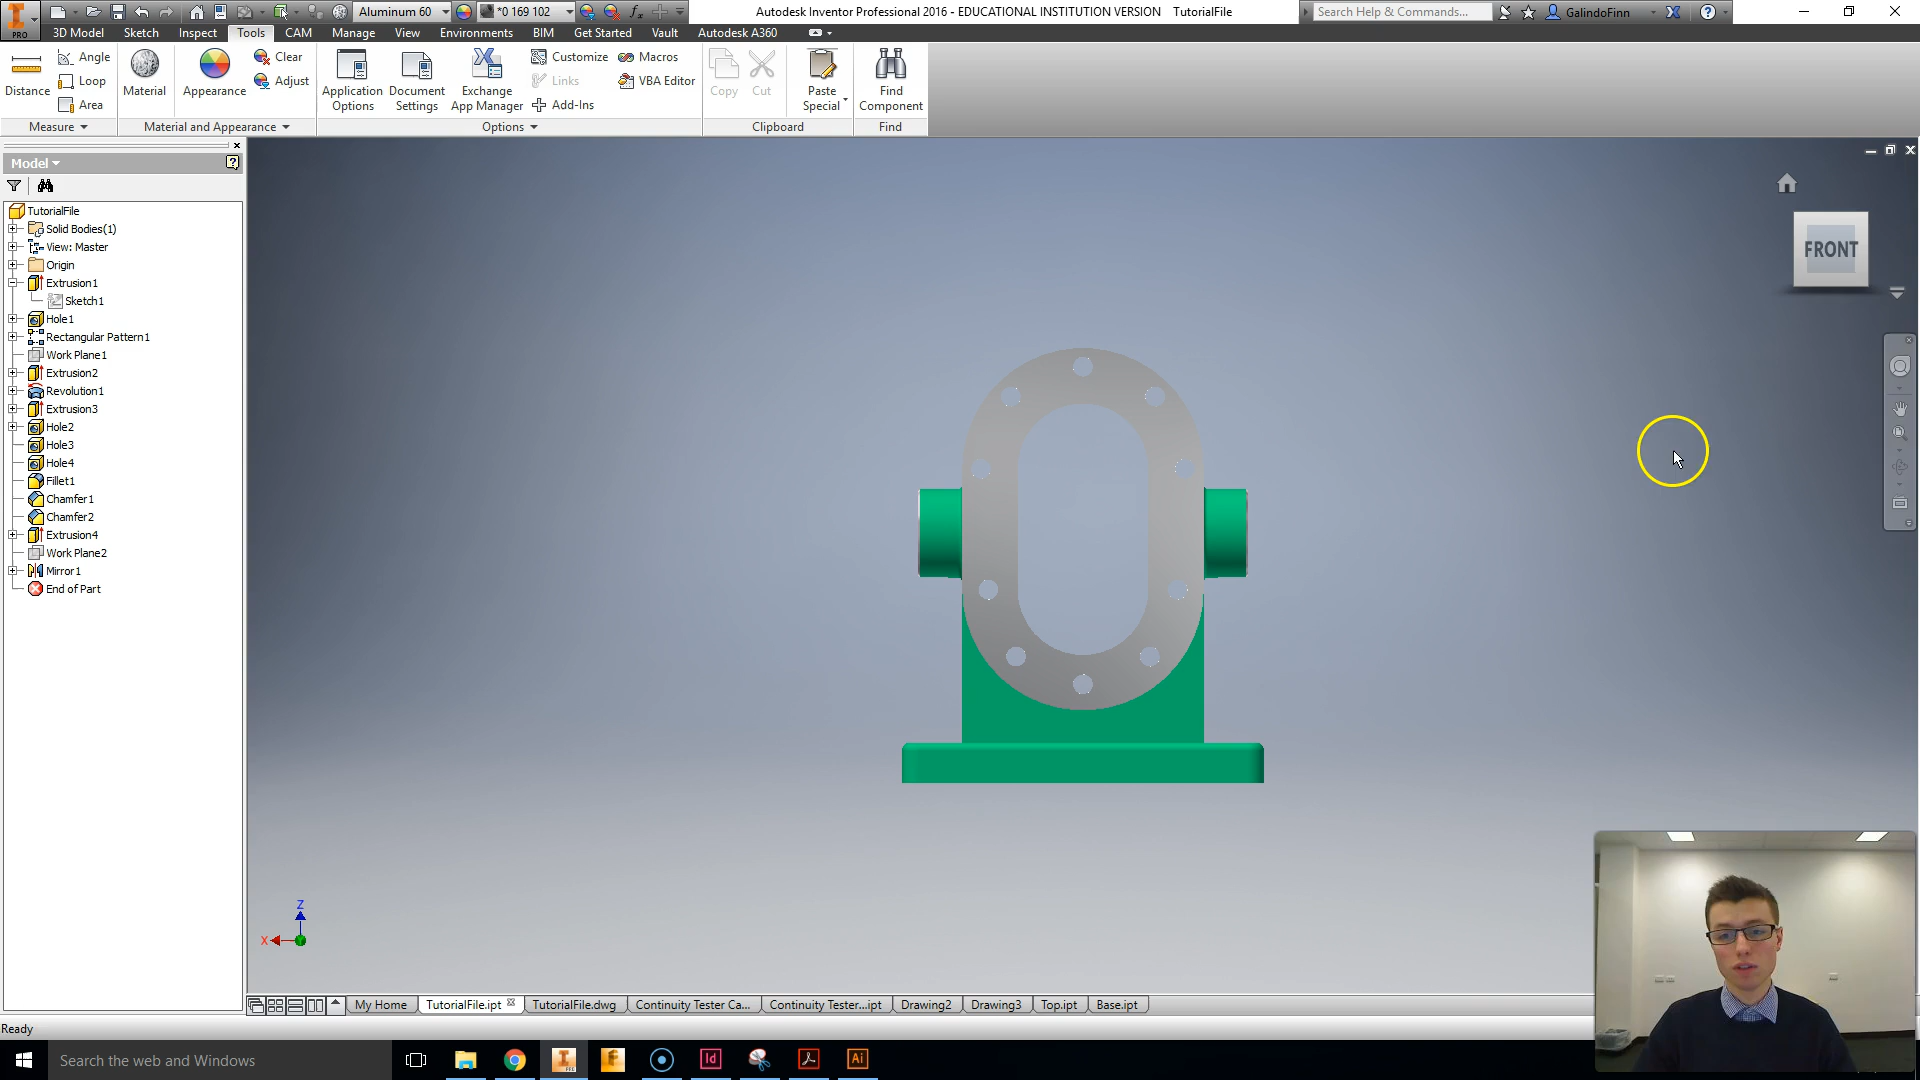 PRO
Aluminum 60
*0 169 102
Autodesk Inventor Professional 2016 - EDUCATIONAL INSTITUTION VERSION TutorialFile
Search Help & Commands...
GalindoFinn
3D Model Sketch Inspect Tools CAM Manage View Environments BIM Get Started Vault Autodesk A360
Distance
Angle
Loop
Area
Measure
Material
Appearance
Clear
Adjust
Material and Appearance
Application Options
Document Settings
Exchange App Manager
Customize
Links
Add-Ins
Macros
VBA Editor
Options
Copy
Cut
Paste Special
Clipboard
Find Component
Find
Model
TutorialFile
Solid Bodies(1)
View: Master
Origin
Extrusion1
Sketch1
Hole1
Rectangular Pattern1
Work Plane1
Extrusion2
Revolution1
Extrusion3
Hole2
Hole3
Hole4
Fillet1
Chamfer1
Chamfer2
Extrusion4
Work Plane2
Mirror1
End of Part
FRONT
Z
X
My Home TutorialFile.ipt TutorialFile.dwg Continuity Tester Ca... Continuity Tester...ipt Drawing2 Drawing3 Top.ipt Base.ipt
Ready
Search the web and Windows
Id
Ai